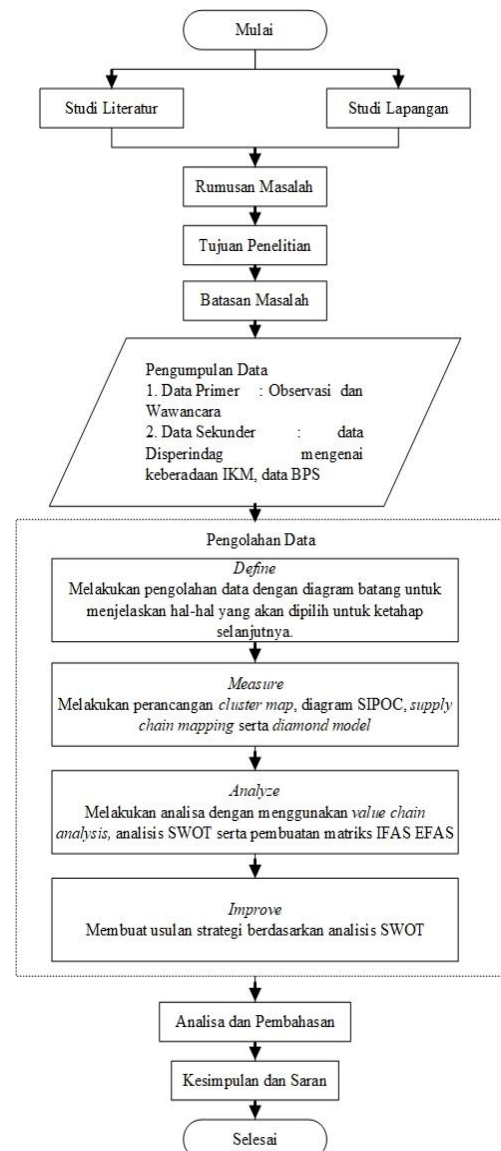 Mulai
Studi Literatur
Studi Lapangan
Rumusan Masalah
Tujuan Penelitian
Batasan Masalah
Pengumpulan Data
1. Data Primer : Observasi dan
Wawancara
2. Data Sekunder : data
Disperindag mengenai
keberadaan IKM, data BPS
Pengolahan Data
Define
Melakukan pengolahan data dengan diagram batang untuk
menjelaskan hal-hal yang akan dipilih untuk ketahap
selanjutnya.
Measure
Melakukan perancangan cluster map, diagram SIPOC, supply
chain mapping serta diamond model
Analyze
Melakukan analisa dengan menggunakan value chain
analysis, analisis SWOT serta pembuatan matriks IFAS EFAS
Improve
Membuat usulan strategi berdasarkan analisis SWOT
Analisa dan Pembahasan
Kesimpulan dan Saran
Selesai